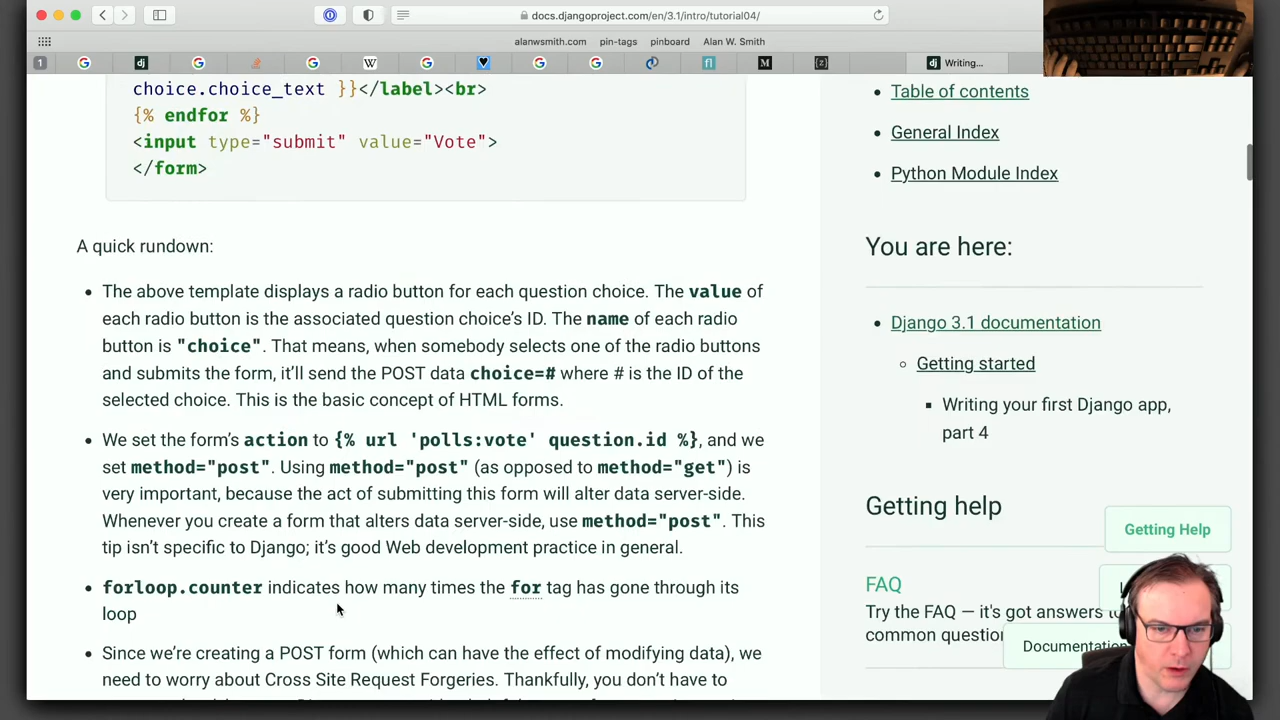 docs.djangoproject.com/en/3.1/intro/tutorial04/
alanwsmith.com pin-tags pinboard Alan W. Smith
1 dj W dj Writing...
choice.choice_text }}</label><br>
{% endfor %}
<input type="submit" value="Vote">
</form>
A quick rundown:
The above template displays a radio button for each question choice. The value of
each radio button is the associated question choice's ID. The name of each radio
button is "choice". That means, when somebody selects one of the radio buttons
and submits the form, it'll send the POST data choice=# where # is the ID of the
selected choice. This is the basic concept of HTML forms.
We set the form's action to {% url 'polls:vote' question.id %}, and we
set method="post". Using method="post" (as opposed to method="get") is
very important, because the act of submitting this form will alter data server-side.
Whenever you create a form that alters data server-side, use method="post". This
tip isn't specific to Django; it's good Web development practice in general.
forloop.counter indicates how many times the for tag has gone through its
loop
Since we're creating a POST form (which can have the effect of modifying data), we
need to worry about Cross Site Request Forgeries. Thankfully, you don't have to
Table of contents
General Index
Python Module Index
You are here:
Django 3.1 documentation
Getting started
Writing your first Django app,
part 4
Getting help
Getting Help
FAQ
Try the FAQ — it's got answers to
common question
Documentation